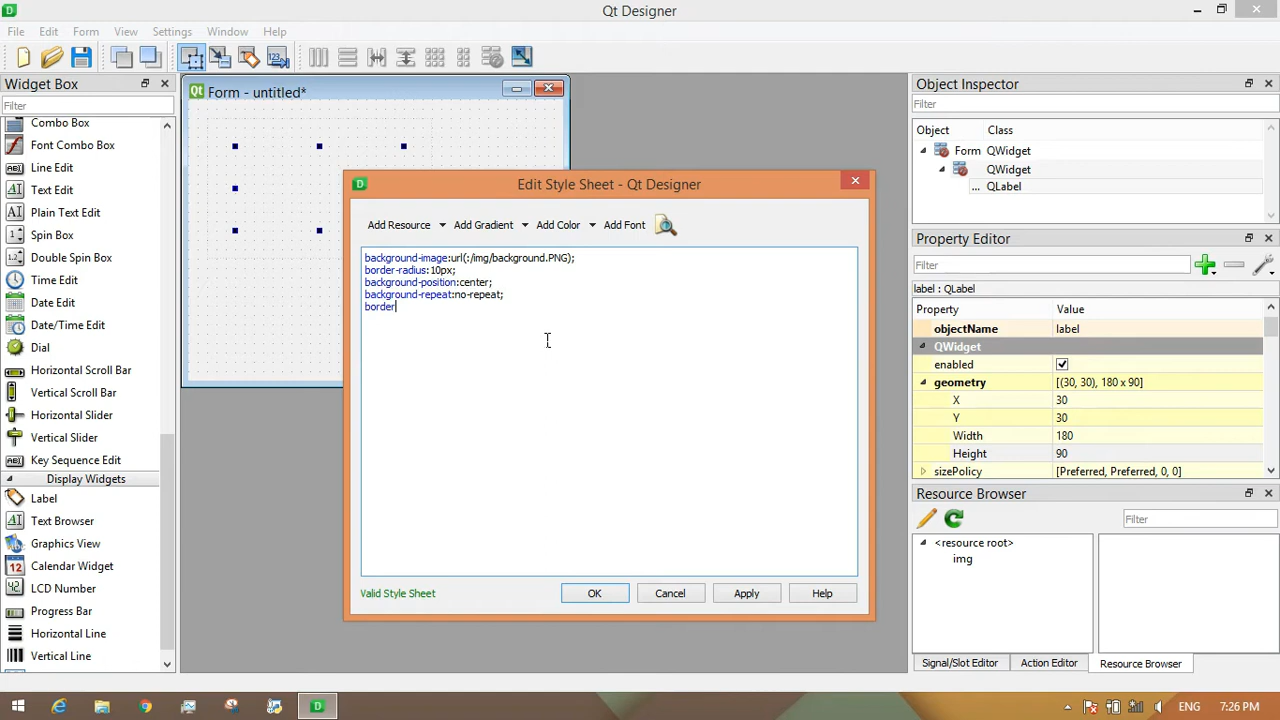 Qt Designer
File Edit Form View Settings Window Help
Widget Box
Filter
Combo Box
Font Combo Box
Line Edit
Text Edit
Plain Text Edit
Spin Box
Double Spin Box
Time Edit
Date Edit
Date/Time Edit
Dial
Horizontal Scroll Bar
Vertical Scroll Bar
Horizontal Slider
Vertical Slider
Key Sequence Edit
Display Widgets
Label
Text Browser
Graphics View
Calendar Widget
LCD Number
Progress Bar
Horizontal Line
Vertical Line
Form - untitled*
Edit Style Sheet - Qt Designer
Add Resource Add Gradient Add Color Add Font
background-image:url(:/img/background.PNG);
border-radius:10px;
background-position:center;
background-repeat:no-repeat;
border
Valid Style Sheet
OK Cancel Apply Help
Object Inspector
Filter
Object Class
Form QWidget
QWidget
... QLabel
Property Editor
Filter
label : QLabel
Property Value
objectName label
QWidget
enabled
geometry [(30, 30), 180 x 90]
X 30
Y 30
Width 180
Height 90
sizePolicy [Preferred, Preferred, 0, 0]
Resource Browser
Filter
<resource root>
img
Signal/Slot Editor Action Editor Resource Browser
ENG 7:26 PM